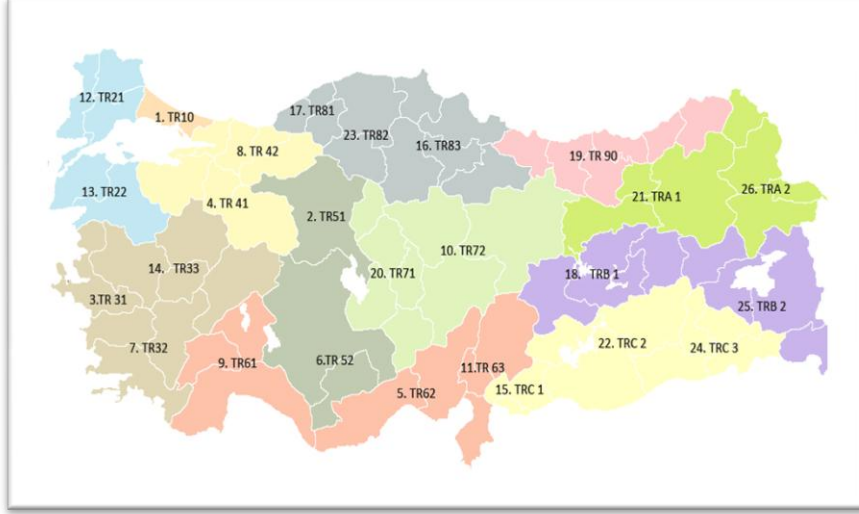 12. TR21
1. TR10
17. TR81
23. TR82
16. TR83
8. TR 42
19. TR 90
13. TR22
4. TR 41
2. TR51
21. TRA 1
26. TRA 2
10. TR72
14. TR33
20. TR71
18. TRB 1
3.TR 31
25. TRB 2
7. TR32
9. TR61
6.TR 52
11.TR 63
22. TRC 2
24. TRC 3
5. TR62
15. TRC 1